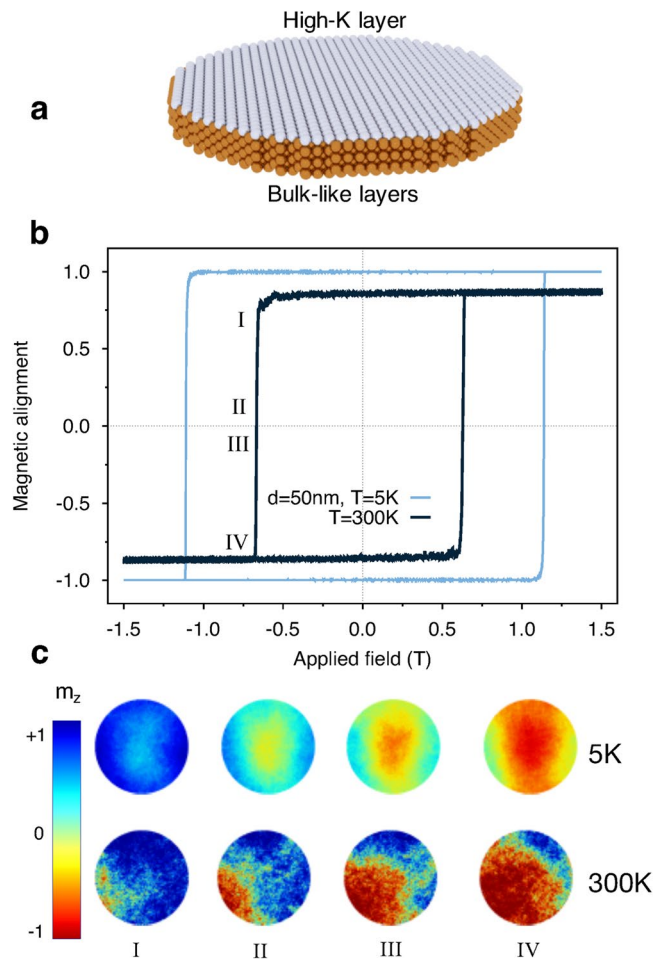 High-K layer
a
Bulk-like layers
b
Magnetic alignment
1.0
0.5
0.0
-0.5
-1.0
I
II
III
IV
d=50nm, T=5K
T=300K
-1.5 -1.0 -0.5 0.0 0.5 1.0 1.5
Applied field (T)
c
mz
+1
0
-1
5K
300K
I II III IV